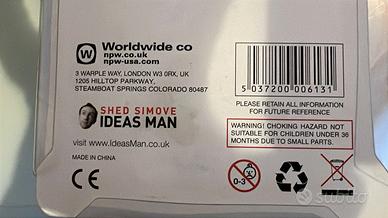 W Worldwide co
npw.co.uk
npw-usa.com
3 WARPLE WAY, LONDON W3 0RX, UK
1205 HILLTOP PARKWAY,
STEAMBOAT SPRINGS COLORADO 80487
SHED SIMOVE
IDEAS MAN
visit www.IdeasMan.co.uk
MADE IN CHINA
CE
5 037200 006131
PLEASE RETAIN ALL INFORMATION
FOR FUTURE REFERENCE
WARNING! CHOKING HAZARD NOT
SUITABLE FOR CHILDREN UNDER 36
MONTHS DUE TO SMALL PARTS.
0-3
subito